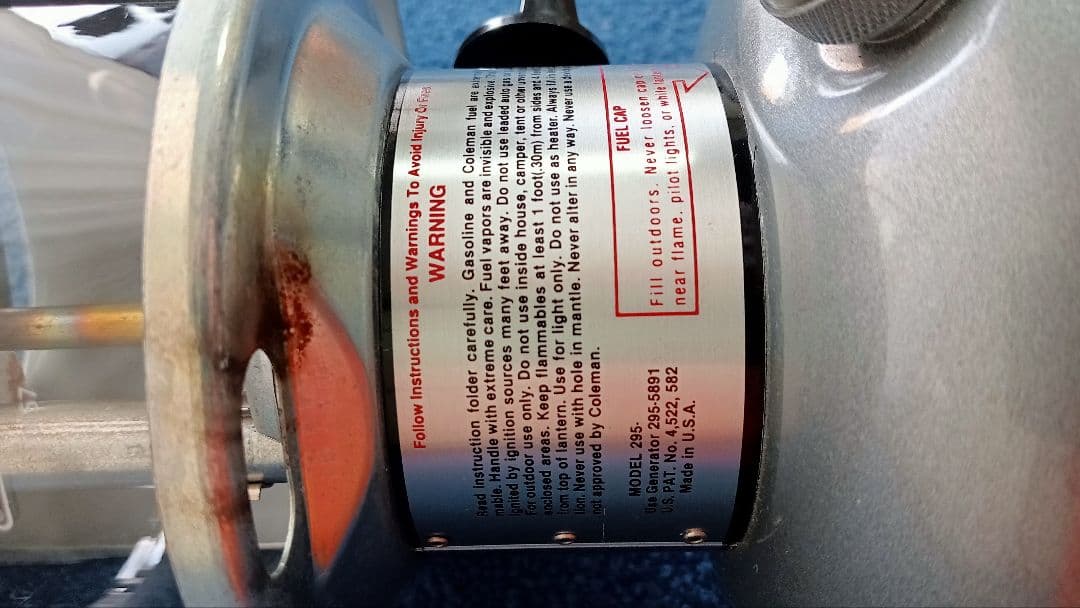 Follow Instructions and Warnings To Avoid Injury Or Fires
WARNING
Read Instruction folder carefully. Gasoline and Coleman fuel are
mable. Handle with extreme care. Fuel vapors are invisible and explosive.
ignited by ignition sources many feet away. Do not use leaded auto gas
For outdoor use only. Do not use inside house, camper, tent or other
enclosed areas. Keep flammables at least 1 foot(.30m) from sides and
from top of lantern. Use for light only. Do not use as heater. Always
tion. Never use with hole in mantle. Never alter in any way. Never use
not approved by Coleman.
FUEL CAP
Fill outdoors. Never loosen cap
near flame, pilot lights, or while
MODEL 295-
Use Generator 295-5891
U.S. PAT. No. 4,522, 582
Made in U.S.A.